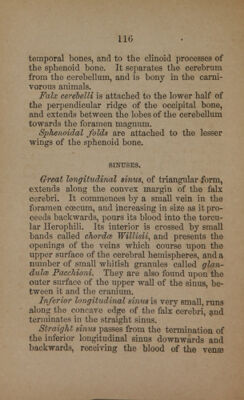 116
temporal bones, and to the clinoid processes of
the sphenoid bone. It separates the cerebrum
from the cerebellum, and is bony in the carni-
vorous animals.
Falx cerebelli is attached to the lower half of
the perpendicular ridge of the occipital bone,
and extends between the lobes of the cerebellum
towards the foramen magnum.
Sphenoidal folds are attached to the lesser
wings of the sphenoid bone.
SINUSES.
Great longitudinal sinus, of triangular form,
extends along the convex margin of the falx
cerebri. It commences by a small vein in the
foramen cœcum, and increasing in size as it pro-
ceeds backwards, pours its blood into the torcu-
lar Herophili. Its interior is crossed by small
bands called chordæ Willisii, and presents the
openings of the veins which course upon the
upper surface of the cerebral hemispheres, and a
number of small whitish granules called glan-
dulæ Pacchioni. They are also found upon the
outer surface of the upper wall of the sinus, be-
tween it and the cranium.
Inferior longitudinal sinus is very small, runs
along the concave edge of the falx cerebri, and
terminates in the straight sinus.
Straight sinus passes from the termination of
the inferior longitudinal sinus downwards and
backwards, receiving the blood of the venæ